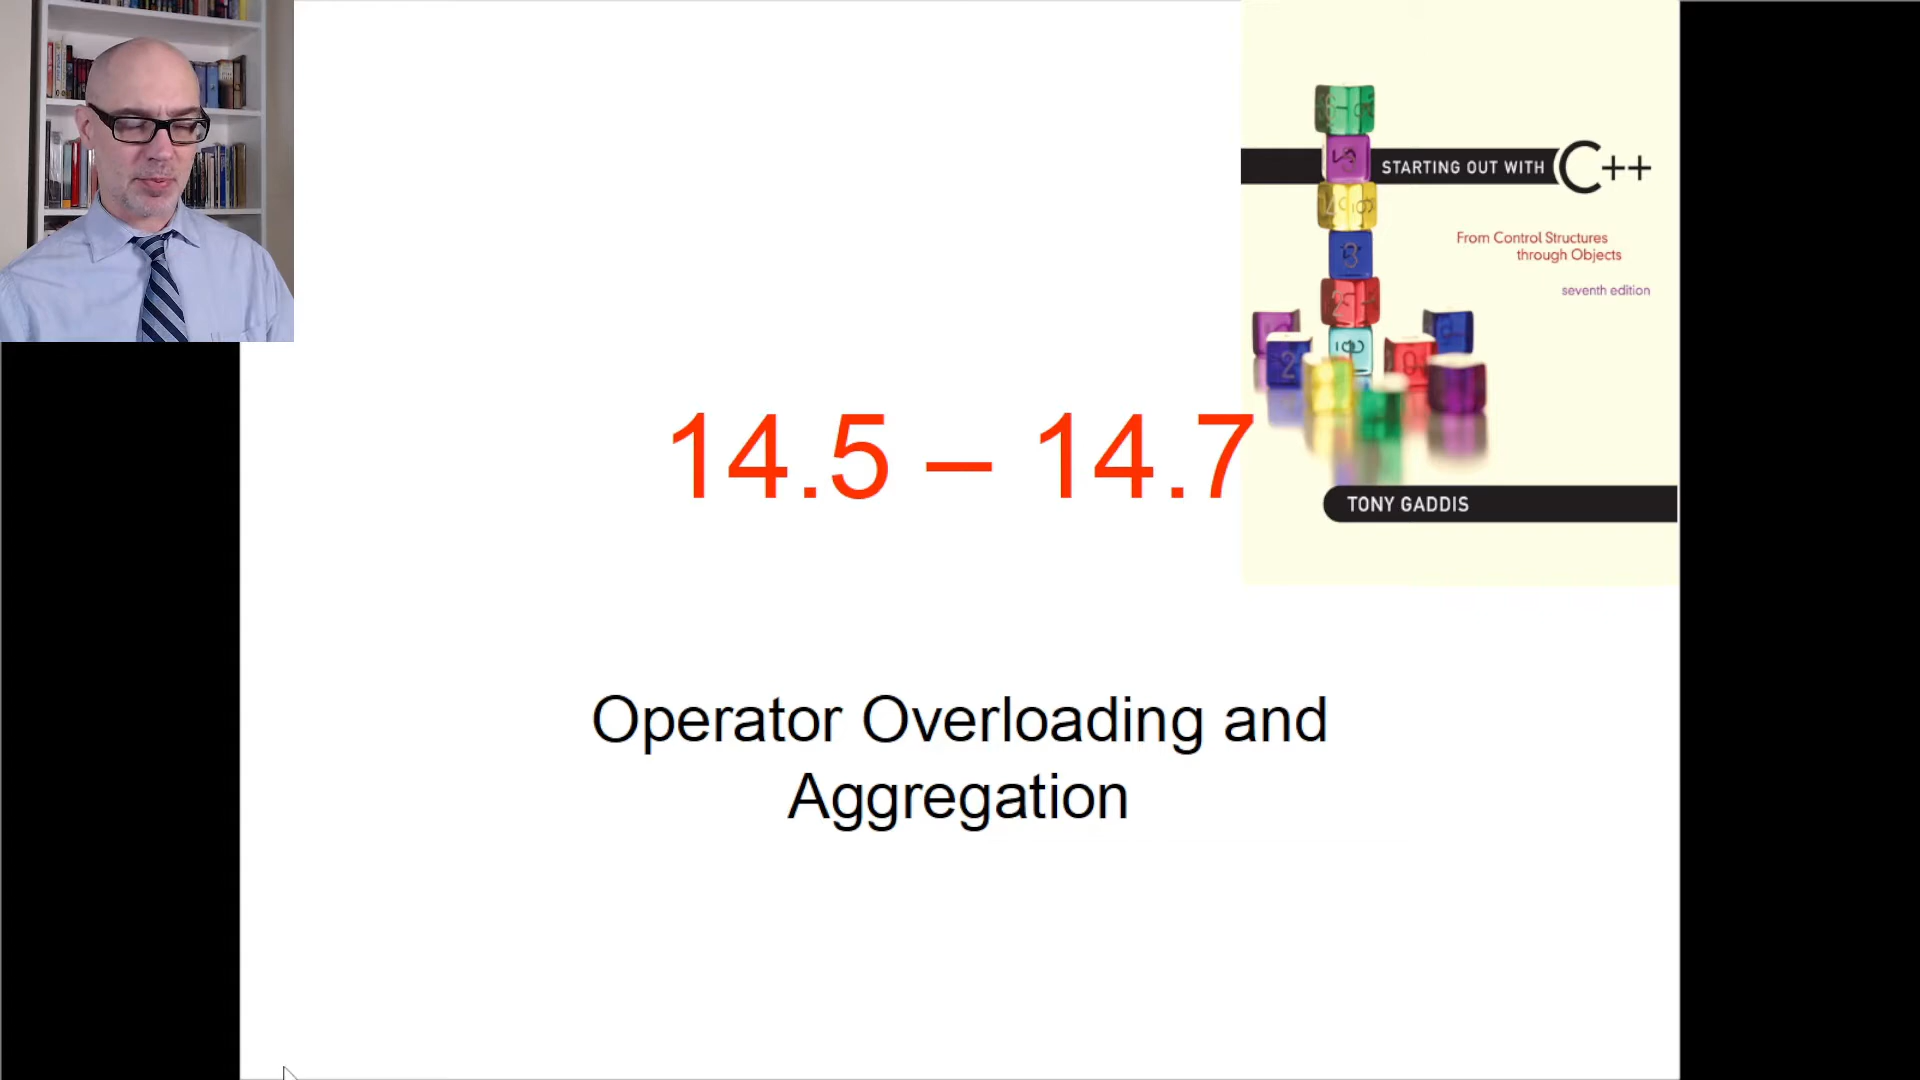 STARTING OUT WITH C++
From Control Structures
through Objects
seventh edition
14.5 – 14.7
TONY GADDIS
Operator Overloading and
Aggregation